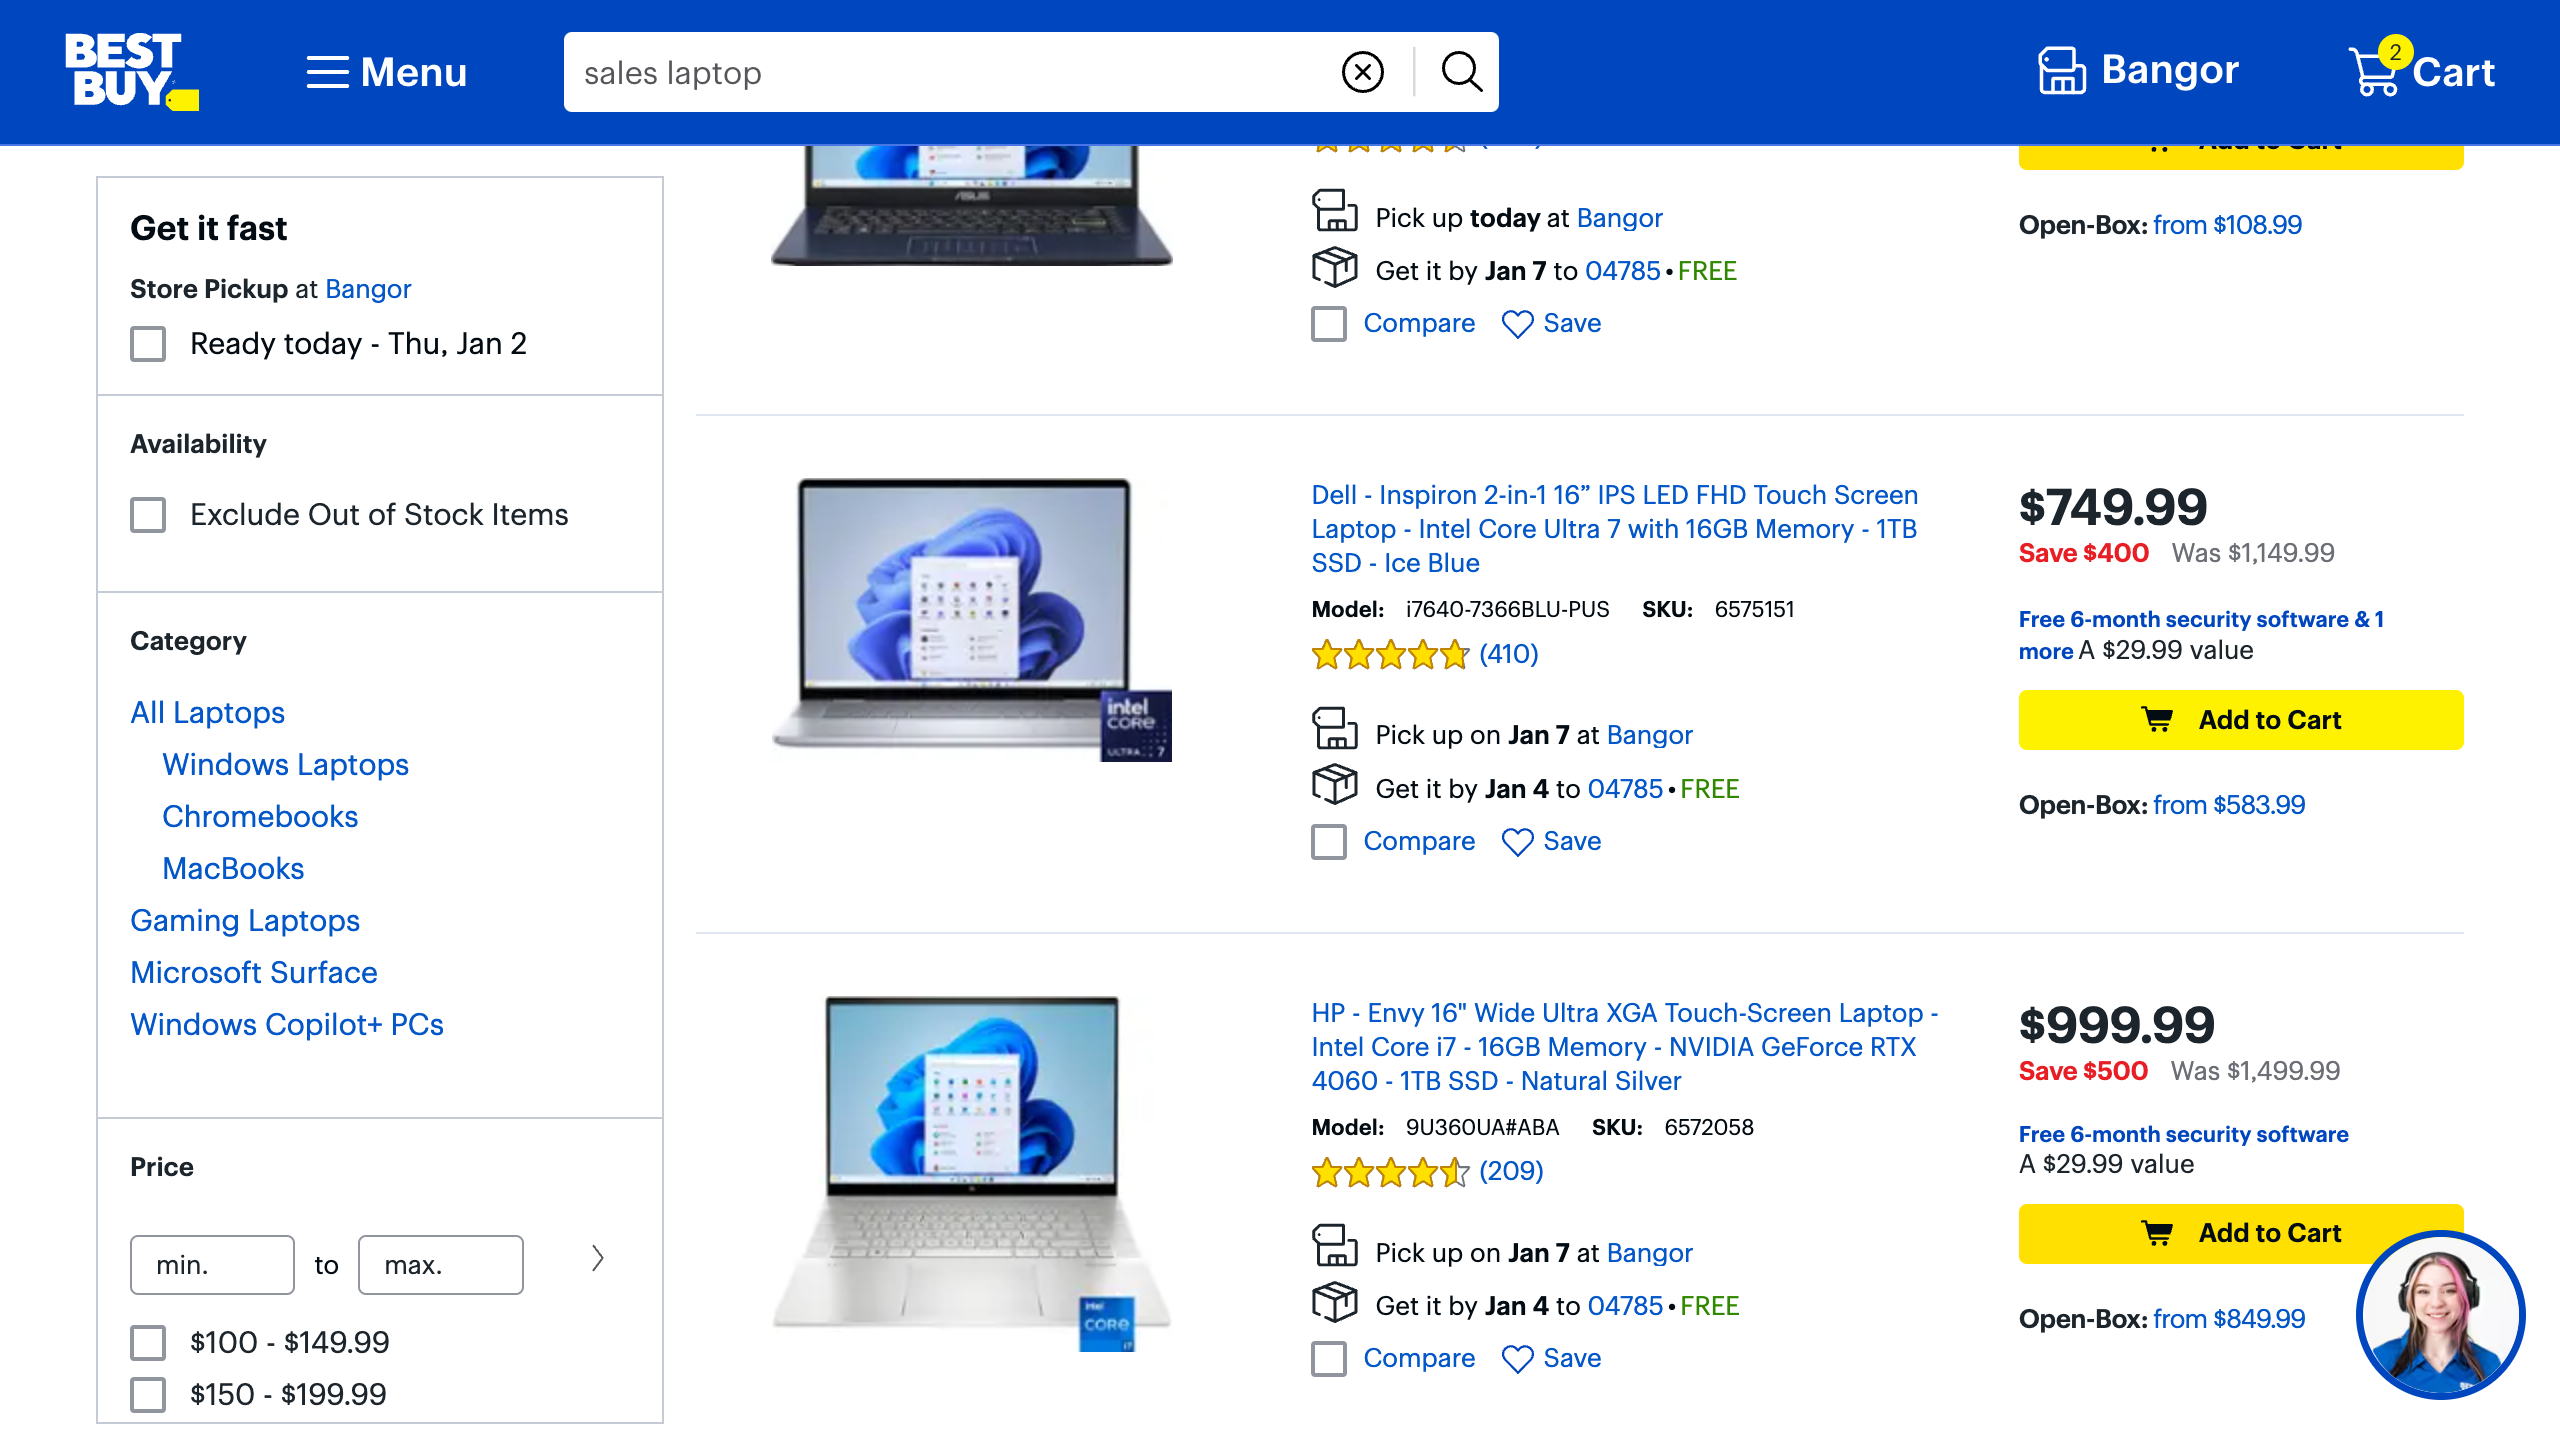 BEST
BUY
Menu
sales laptop
Bangor
2
Cart
Get it fast
Store Pickup at Bangor
Ready today - Thu, Jan 2
Availability
Exclude Out of Stock Items
Category
All Laptops
Windows Laptops
Chromebooks
MacBooks
Gaming Laptops
Microsoft Surface
Windows Copilot+ PCs
Price
min.
to
max.
$100 - $149.99
$150 - $199.99
ASUS
Pick up today at Bangor
Get it by Jan 7 to 04785 • FREE
Compare
Save
Add to Cart
Open-Box: from $108.99
intel
CORE
ULTRA 7
Dell - Inspiron 2-in-1 16” IPS LED FHD Touch Screen
Laptop - Intel Core Ultra 7 with 16GB Memory - 1TB
SSD - Ice Blue
Model: i7640-7366BLU-PUS SKU: 6575151
(410)
Pick up on Jan 7 at Bangor
Get it by Jan 4 to 04785 • FREE
Compare
Save
$749.99
Save $400 Was $1,149.99
Free 6-month security software & 1
more A $29.99 value
Add to Cart
Open-Box: from $583.99
intel
CORE
i7
HP - Envy 16" Wide Ultra XGA Touch-Screen Laptop -
Intel Core i7 - 16GB Memory - NVIDIA GeForce RTX
4060 - 1TB SSD - Natural Silver
Model: 9U360UA#ABA SKU: 6572058
(209)
Pick up on Jan 7 at Bangor
Get it by Jan 4 to 04785 • FREE
Compare
Save
$999.99
Save $500 Was $1,499.99
Free 6-month security software
A $29.99 value
Add to Cart
Open-Box: from $849.99